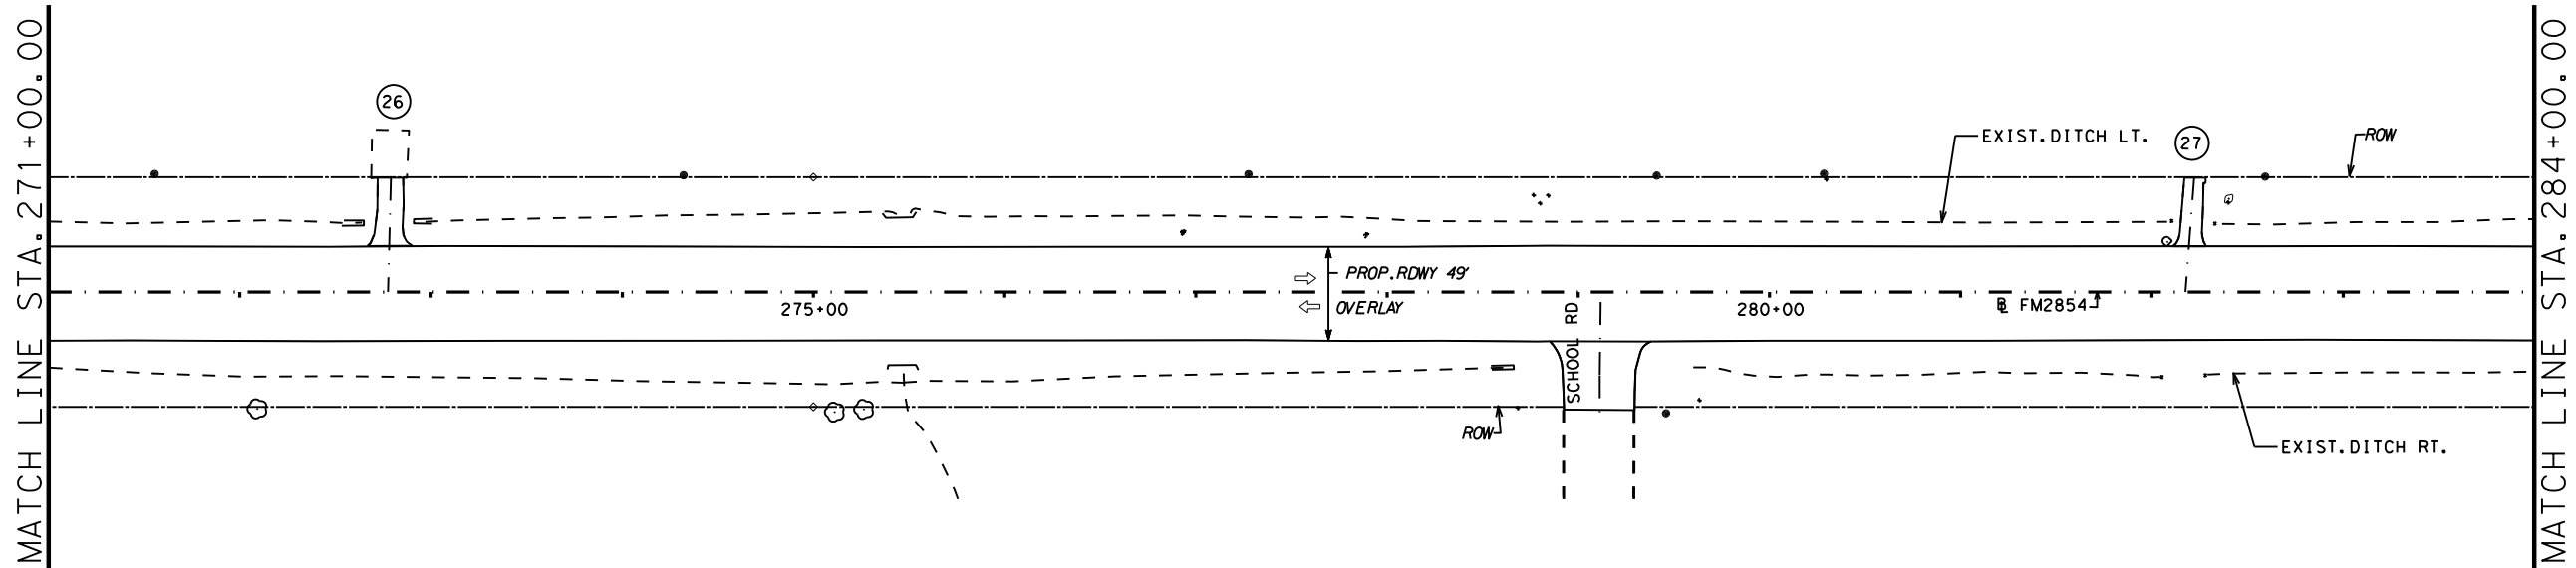 MATCH LINE STA. 271+00.00
26
EXIST. DITCH LT.
27
ROW
PROP. RDWY 49'
OVERLAY
275+00
SCHOOL RD
280+00
℄ FM2854
ROW
EXIST. DITCH RT.
MATCH LINE STA. 284+00.00